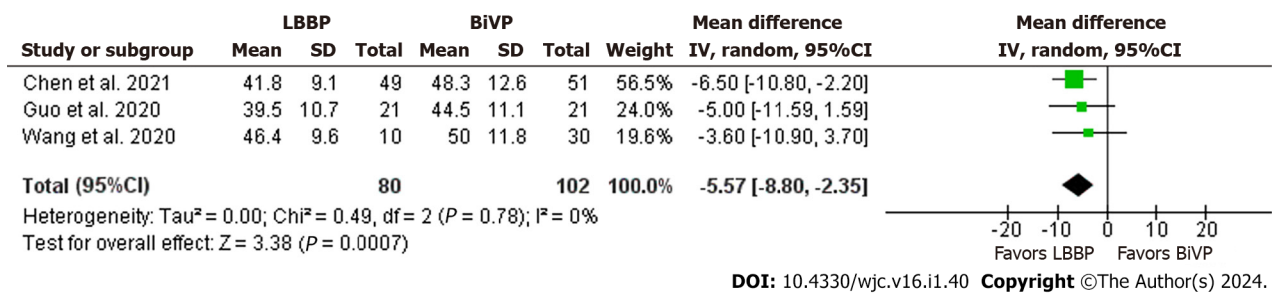 LBBP BiVP Mean difference Mean difference
Study or subgroup Mean SD Total Mean SD Total Weight IV, random, 95%CI IV, random, 95%CI
Chen et al. 2021 41.8 9.1 49 48.3 12.6 51 56.5% -6.50 [-10.80, -2.20]
Guo et al. 2020 39.5 10.7 21 44.5 11.1 21 24.0% -5.00 [-11.59, 1.59]
Wang et al. 2020 46.4 9.6 10 50 11.8 30 19.6% -3.60 [-10.90, 3.70]
Total (95%CI) 80 102 100.0% -5.57 [-8.80, -2.35]
Heterogeneity: Tau² = 0.00; Chi² = 0.49, df = 2 (P = 0.78); I² = 0%
Test for overall effect: Z = 3.38 (P = 0.0007)
-20 -10 0 10 20
Favors LBBP Favors BiVP
DOI: 10.4330/wjc.v16.i1.40 Copyright ©The Author(s) 2024.